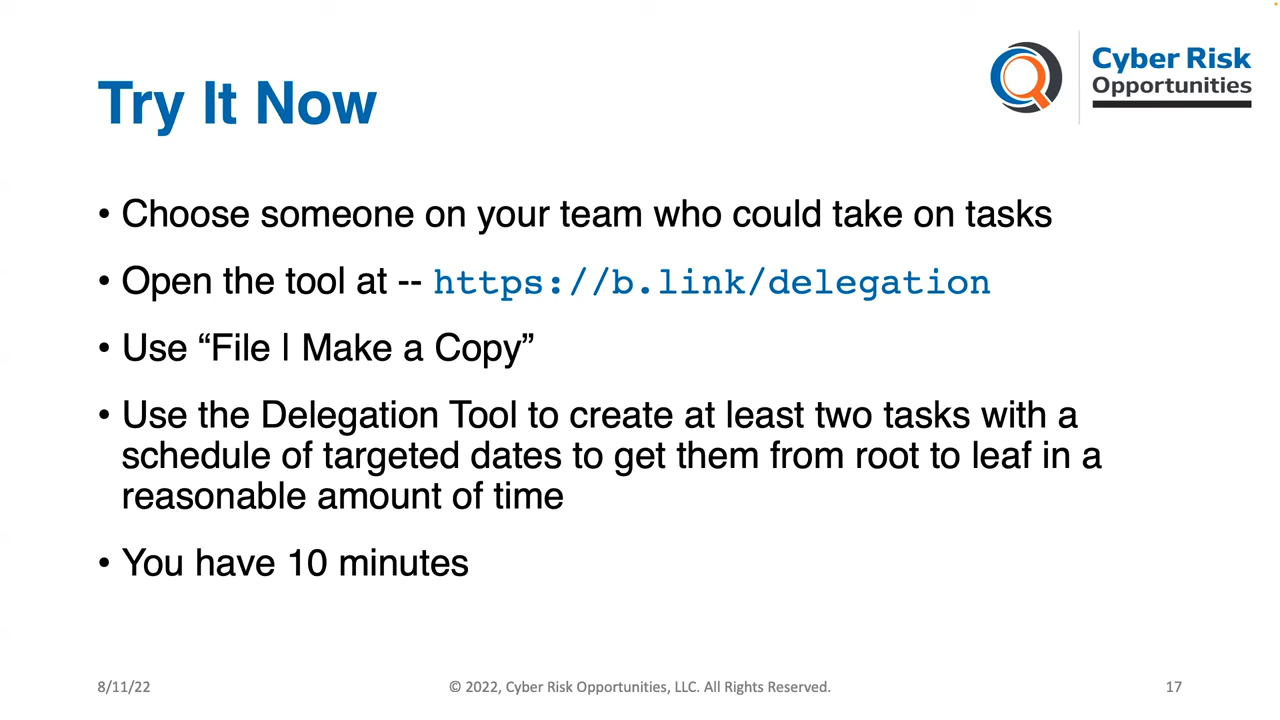 Cyber Risk
Opportunities
Try It Now
• Choose someone on your team who could take on tasks
• Open the tool at -- https://b.link/delegation
• Use “File | Make a Copy”
• Use the Delegation Tool to create at least two tasks with a
schedule of targeted dates to get them from root to leaf in a
reasonable amount of time
• You have 10 minutes
8/11/22
© 2022, Cyber Risk Opportunities, LLC. All Rights Reserved.
17